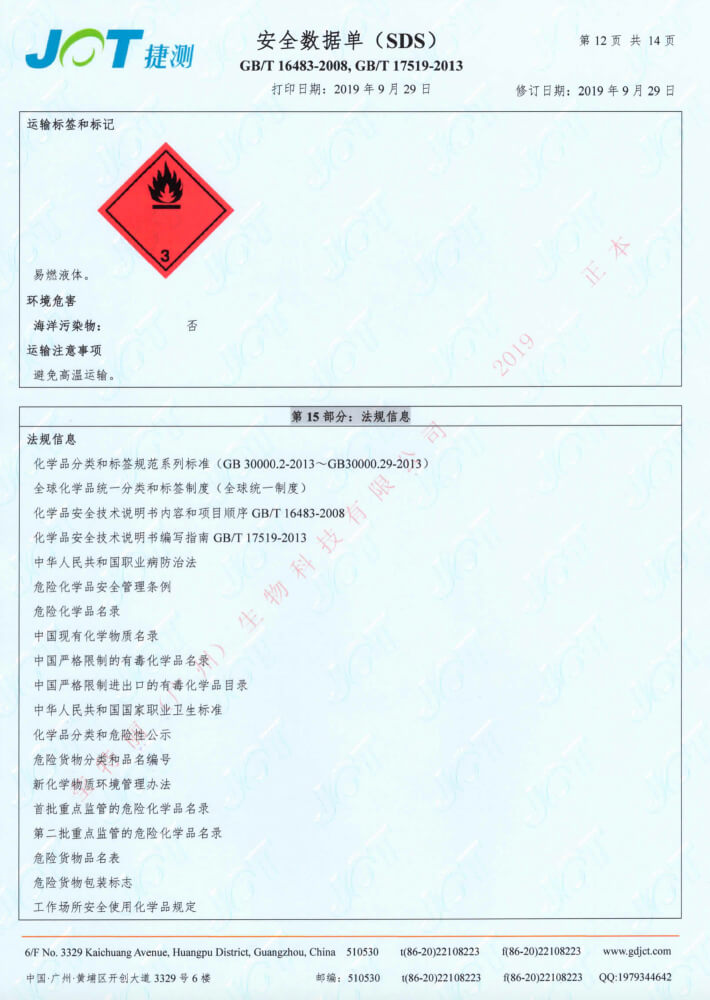 JOT 捷测
安全数据单（SDS）
GB/T 16483-2008, GB/T 17519-2013
打印日期：2019 年 9 月 29 日
第 12 页 共 14 页
修订日期：2019 年 9 月 29 日
运输标签和标记
3
易燃液体。
环境危害
海洋污染物： 否
运输注意事项
避免高温运输。
第 15 部分：法规信息
法规信息
化学品分类和标签规范系列标准（GB 30000.2-2013～GB30000.29-2013）
全球化学品统一分类和标签制度（全球统一制度）
化学品安全技术说明书内容和项目顺序 GB/T 16483-2008
化学品安全技术说明书编写指南 GB/T 17519-2013
中华人民共和国职业病防治法
危险化学品安全管理条例
危险化学品名录
中国现有化学物质名录
中国严格限制的有毒化学品名录
中国严格限制进出口的有毒化学品目录
中华人民共和国国家职业卫生标准
化学品分类和危险性公示
危险货物分类和品名编号
新化学物质环境管理办法
首批重点监管的危险化学品名录
第二批重点监管的危险化学品名录
危险货物品名表
危险货物包装标志
工作场所安全使用化学品规定
州）生物科技有限公司 2019 正本
6/F No. 3329 Kaichuang Avenue, Huangpu District, Guangzhou, China 510530 t(86-20)22108223 f(86-20)22108223 www.gdjct.com
中国·广州·黄埔区开创大道 3329 号 6 楼 邮编：510530 t(86-20)22108223 f(86-20)22108223 QQ:1979344642